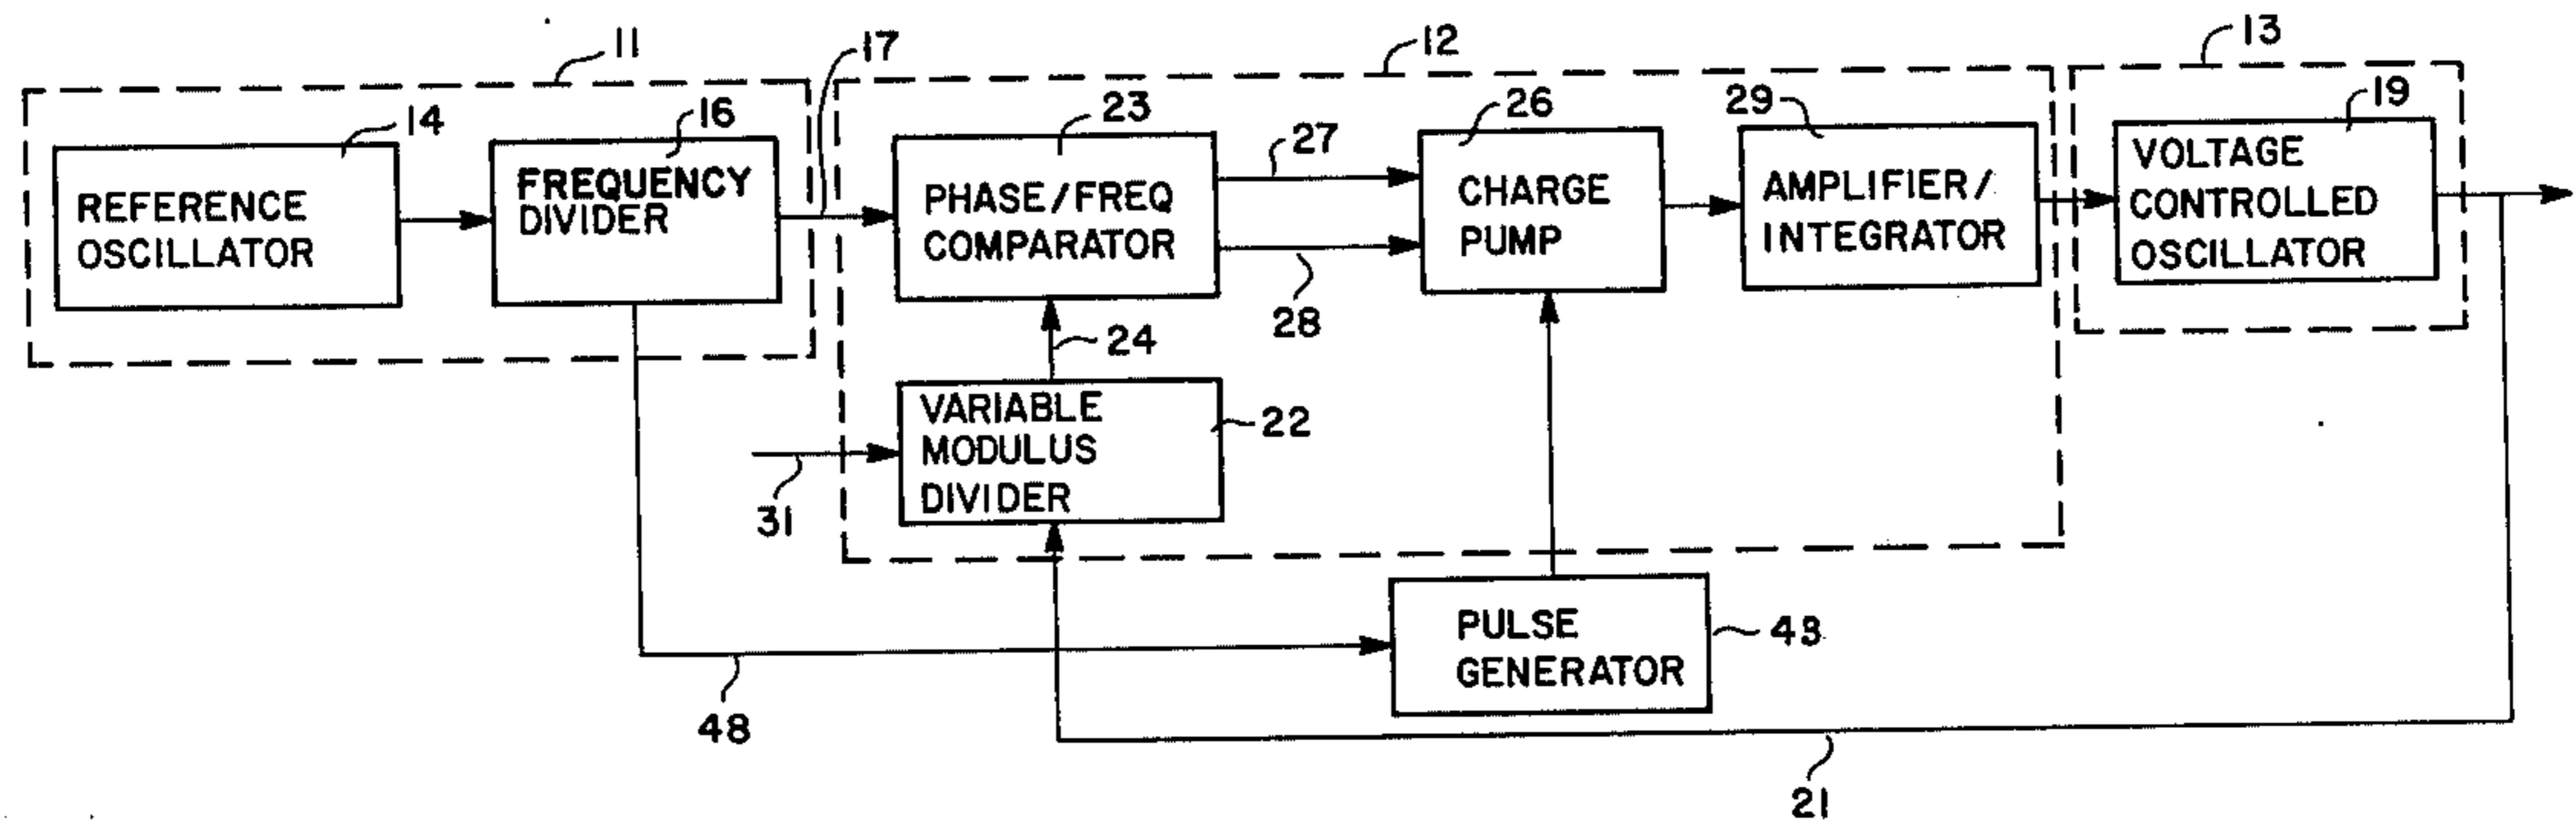 11
17
12
13
14
16
23
27
26
29
19
REFERENCE
OSCILLATOR
FREQUENCY
DIVIDER
PHASE/FREQ
COMPARATOR
CHARGE
PUMP
AMPLIFIER/
INTEGRATOR
VOLTAGE
CONTROLLED
OSCILLATOR
28
24
VARIABLE
MODULUS
DIVIDER
22
31
PULSE
GENERATOR
43
48
21